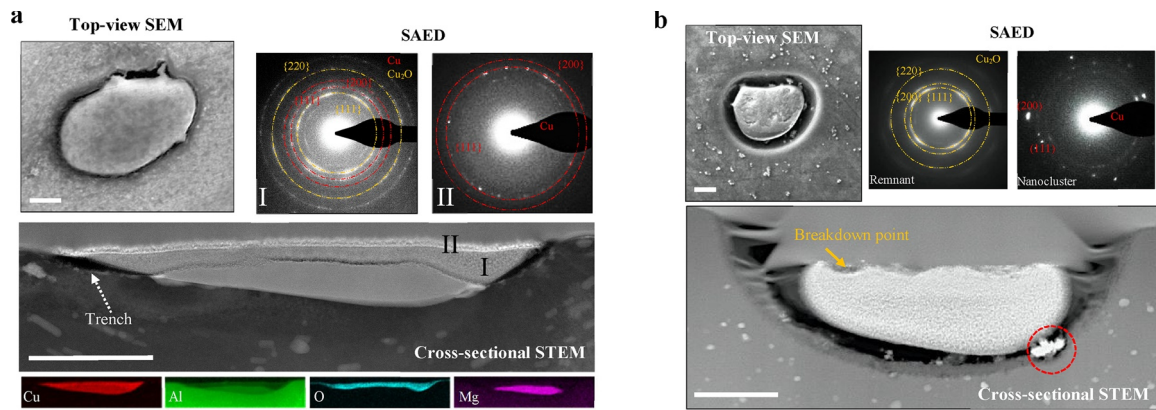 a
Top-view SEM
SAED
{220}
Cu
Cu₂O
{200}
{111}
{111}
I
{200}
Cu
{111}
II
II
I
Trench
Cross-sectional STEM
Cu
Al
O
Mg
b
Top-view SEM
SAED
Cu₂O
{220}
{200} {111}
Remnant
{200}
Cu
{111}
Nanocluster
Breakdown point
Cross-sectional STEM